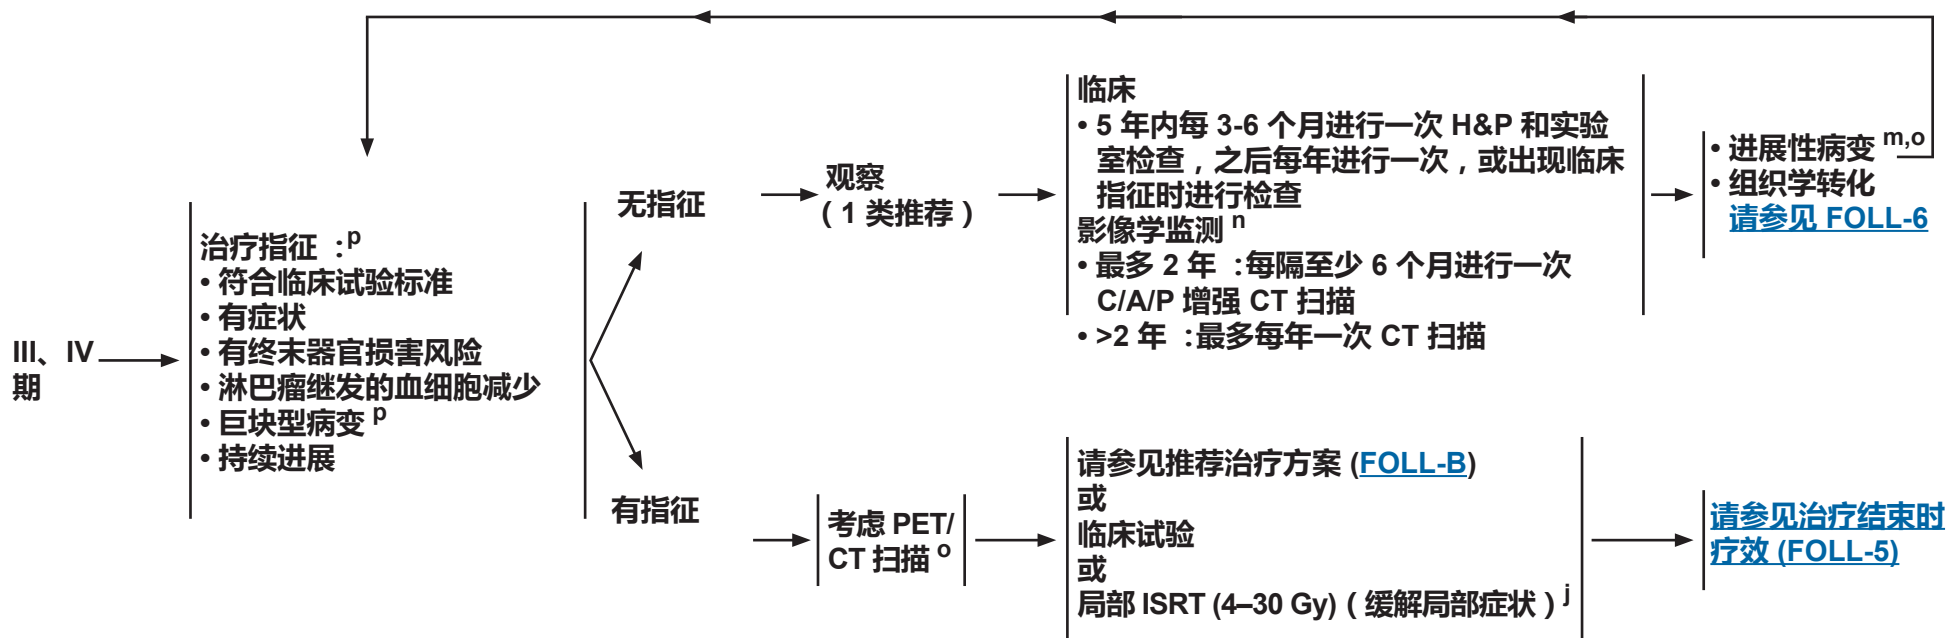 III、IV
期
治疗指征 ：p
• 符合临床试验标准
• 有症状
• 有终末器官损害风险
• 淋巴瘤继发的血细胞减少
• 巨块型病变 p
• 持续进展
无指征
观察
（1 类推荐）
临床
• 5 年内每 3-6 个月进行一次 H&P 和实验
室检查，之后每年进行一次，或出现临床
指征时进行检查
影像学监测 n
• 最多 2 年 ：每隔至少 6 个月进行一次
C/A/P 增强 CT 扫描
• >2 年 ：最多每年一次 CT 扫描
• 进展性病变 m,o
• 组织学转化
请参见 FOLL-6
有指征
考虑 PET/
CT 扫描 o
请参见推荐治疗方案 (FOLL-B)
或
临床试验
或
局部 ISRT (4–30 Gy)（缓解局部症状）j
请参见治疗结束时
疗效 (FOLL-5)